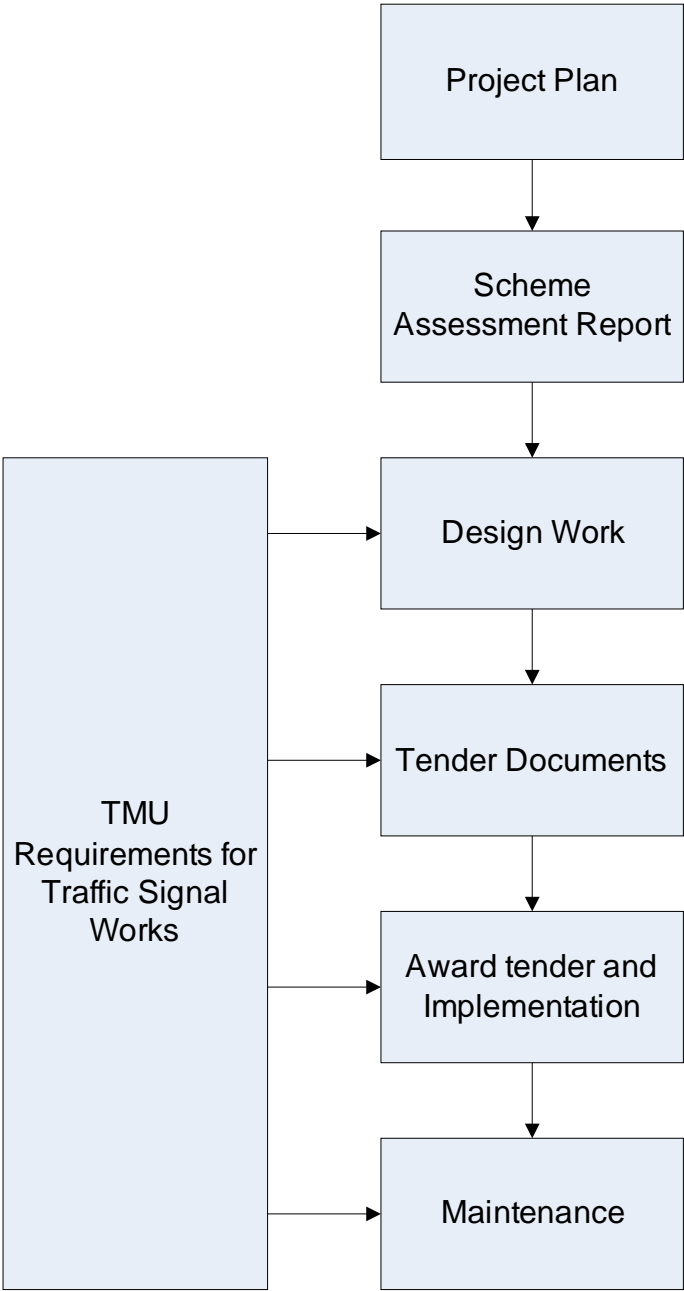 Project Plan
Scheme
Assessment Report
Design Work
Tender Documents
TMU
Requirements for
Traffic Signal
Works
Award tender and
Implementation
Maintenance